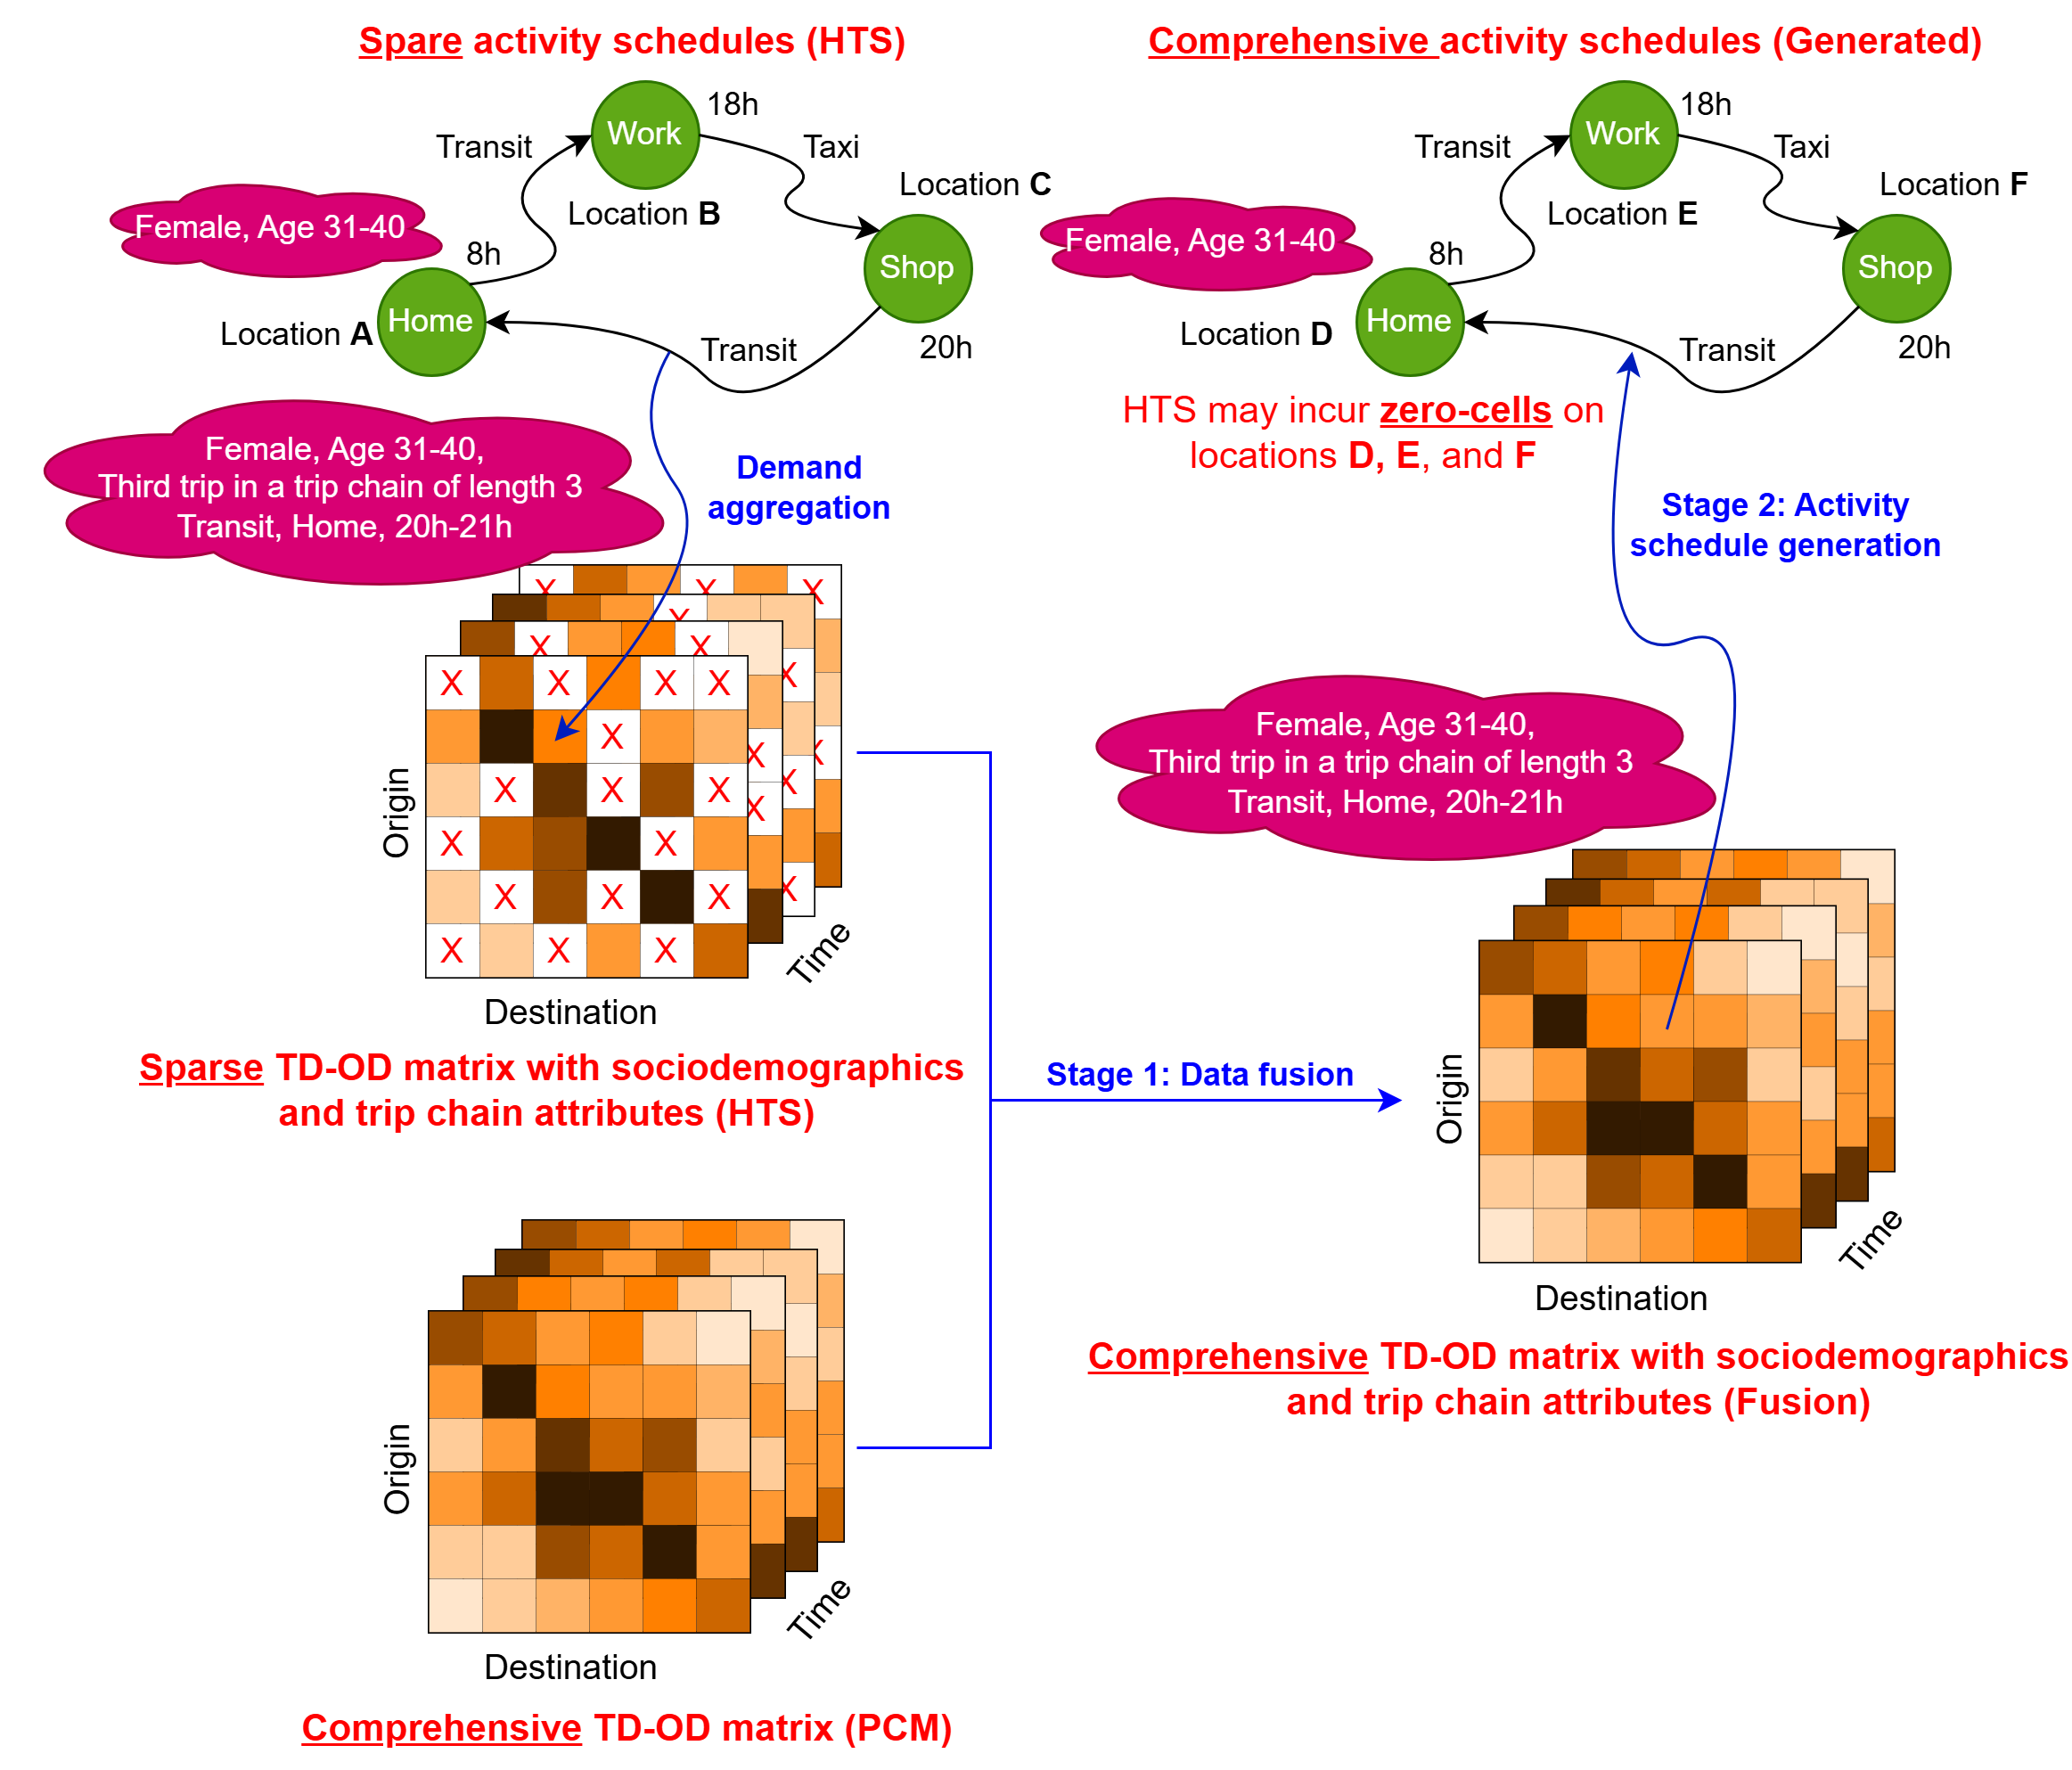 Spare activity schedules (HTS)
Work
18h
Transit
Taxi
Location C
Location B
Female, Age 31-40
8h
Shop
Home
Location A
Transit
20h
Female, Age 31-40,
Third trip in a trip chain of length 3
Transit, Home, 20h-21h
Demand
aggregation
X X X
X
X X
X X X X
X
X X X
X X
X X X
X X X
X
X
X
X
X
X
X
Origin
Time
Destination
Sparse TD-OD matrix with sociodemographics
and trip chain attributes (HTS)
Origin
Time
Destination
Comprehensive TD-OD matrix (PCM)
Stage 1: Data fusion
Comprehensive activity schedules (Generated)
Work
18h
Transit
Taxi
Location F
Location E
Female, Age 31-40
8h
Shop
Home
Location D
Transit
20h
HTS may incur zero-cells on
locations D, E, and F
Stage 2: Activity
schedule generation
Female, Age 31-40,
Third trip in a trip chain of length 3
Transit, Home, 20h-21h
Origin
Time
Destination
Comprehensive TD-OD matrix with sociodemographics
and trip chain attributes (Fusion)